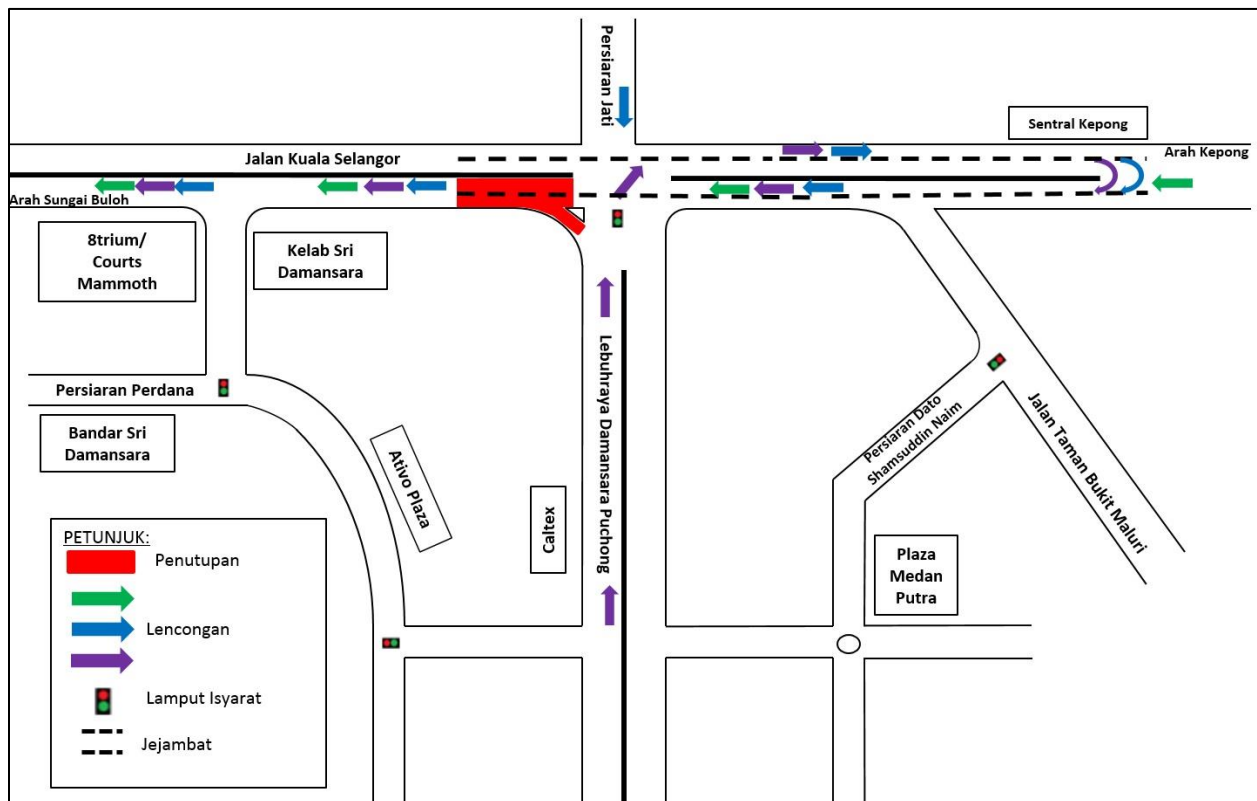 Persiaran Jati
Sentral Kepong
Jalan Kuala Selangor
Arah Kepong
Arah Sungai Buloh
8trium/
Courts
Mammoth
Kelab Sri
Damansara
Persiaran Perdana
Bandar Sri
Damansara
Ativo Plaza
Caltex
Lebuhraya Damansara Puchong
Persiaran Dato
Shamsuddin Naim
Jalan Taman Bukit Maluri
Plaza
Medan
Putra
PETUNJUK:
Penutupan
Lencongan
Lamput Isyarat
Jejambat